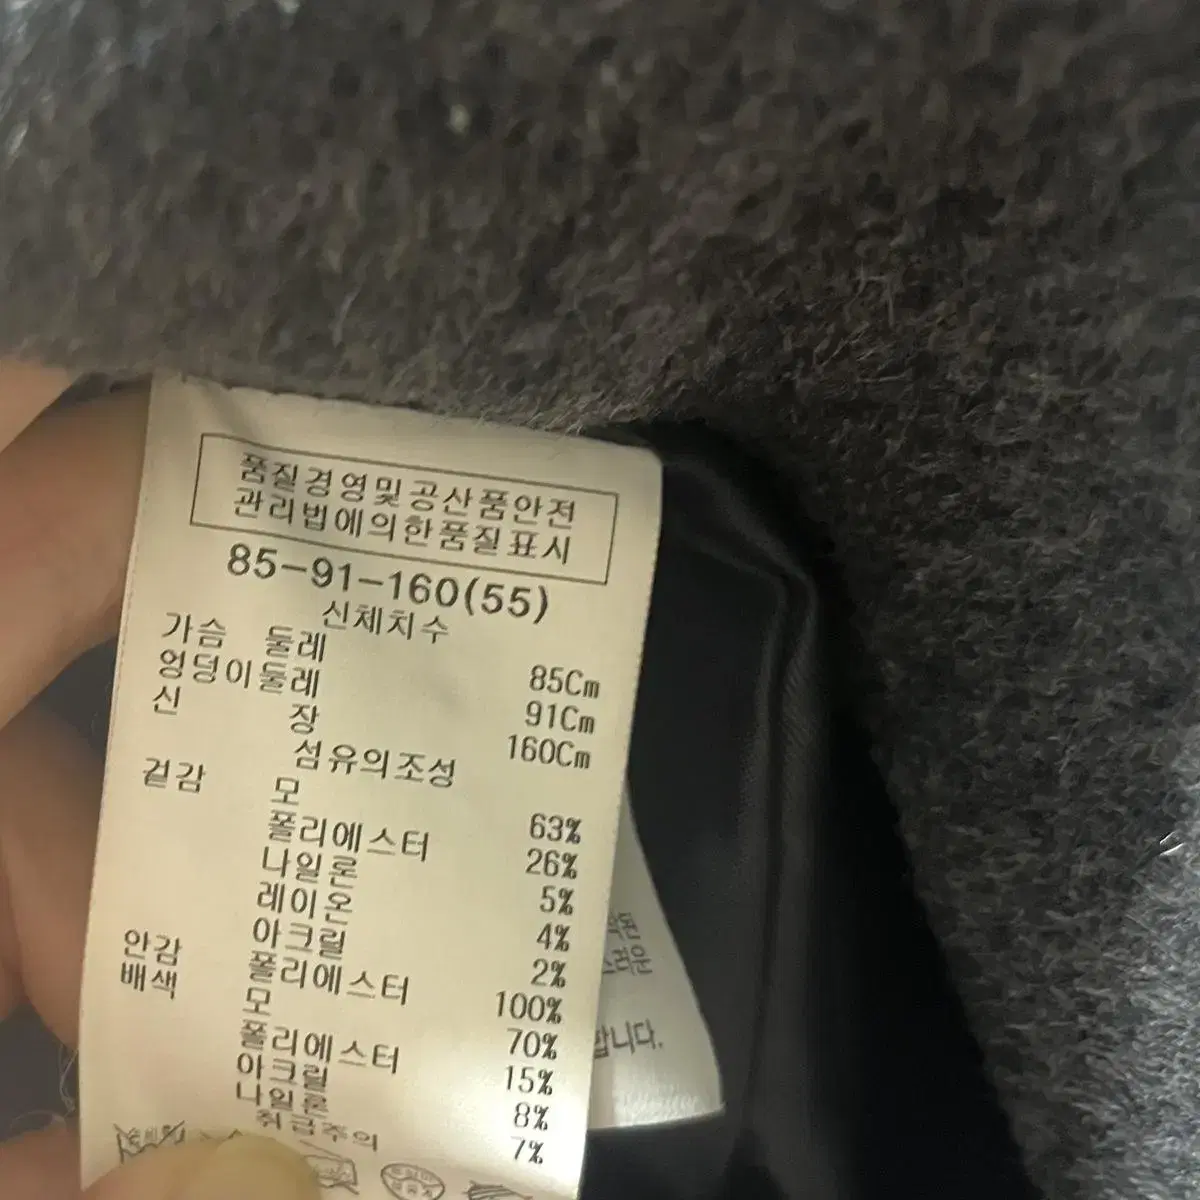 품질경영및공산품안전
관리법에의한품질표시
85-91-160(55)
신체치수
가슴 둘레 85Cm
엉덩이둘레 91Cm
신 장 160Cm
섬유의조성
겉감 모 63%
폴리에스터 26%
나일론 5%
레이온 4%
아크릴 2%
안감 폴리에스터 100%
배색 모 70%
폴리에스터 15%
아크릴 8%
나일론 7%
취급주의
합니다.